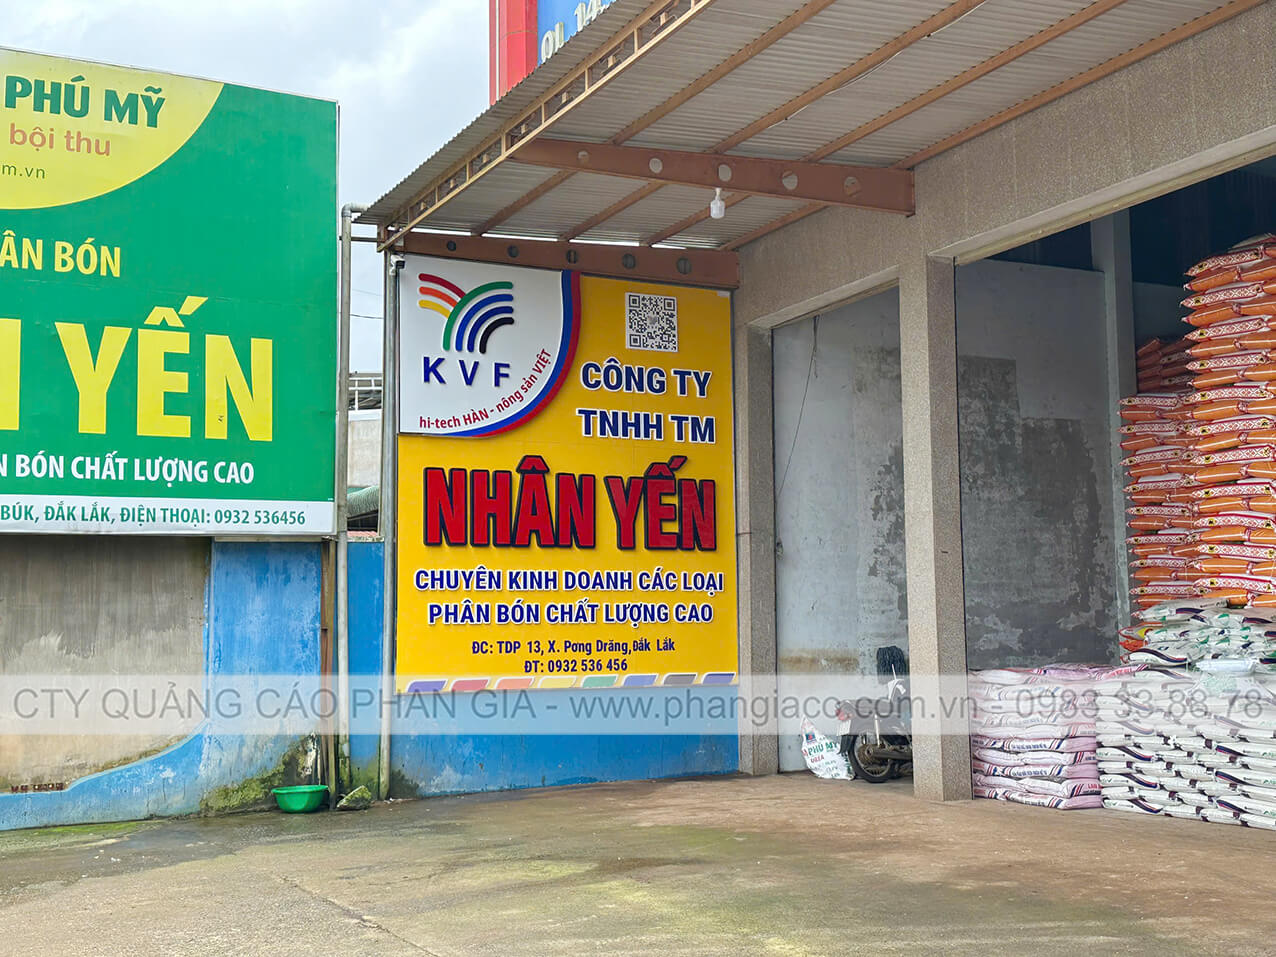 PHÚ MỸ
bội thu
m.vn
ÂN BÓN
YẾN
N BÓN CHẤT LƯỢNG CAO
BÚK, ĐẮK LẮK, ĐIỆN THOẠI: 0932 536456
KVF
hi-tech HÀN - nông sản VIỆT
CÔNG TY
TNHH TM
NHÂN YẾN
CHUYÊN KINH DOANH CÁC LOẠI
PHÂN BÓN CHẤT LƯỢNG CAO
ĐC: TDP 13, X. Pơng Drăng,Đắk Lắk
ĐT: 0932 536 456
CTY QUẢNG CÁO PHAN GIA - www.phangiacc.com.vn - 0983 33 88 78
PHÚ MỸ